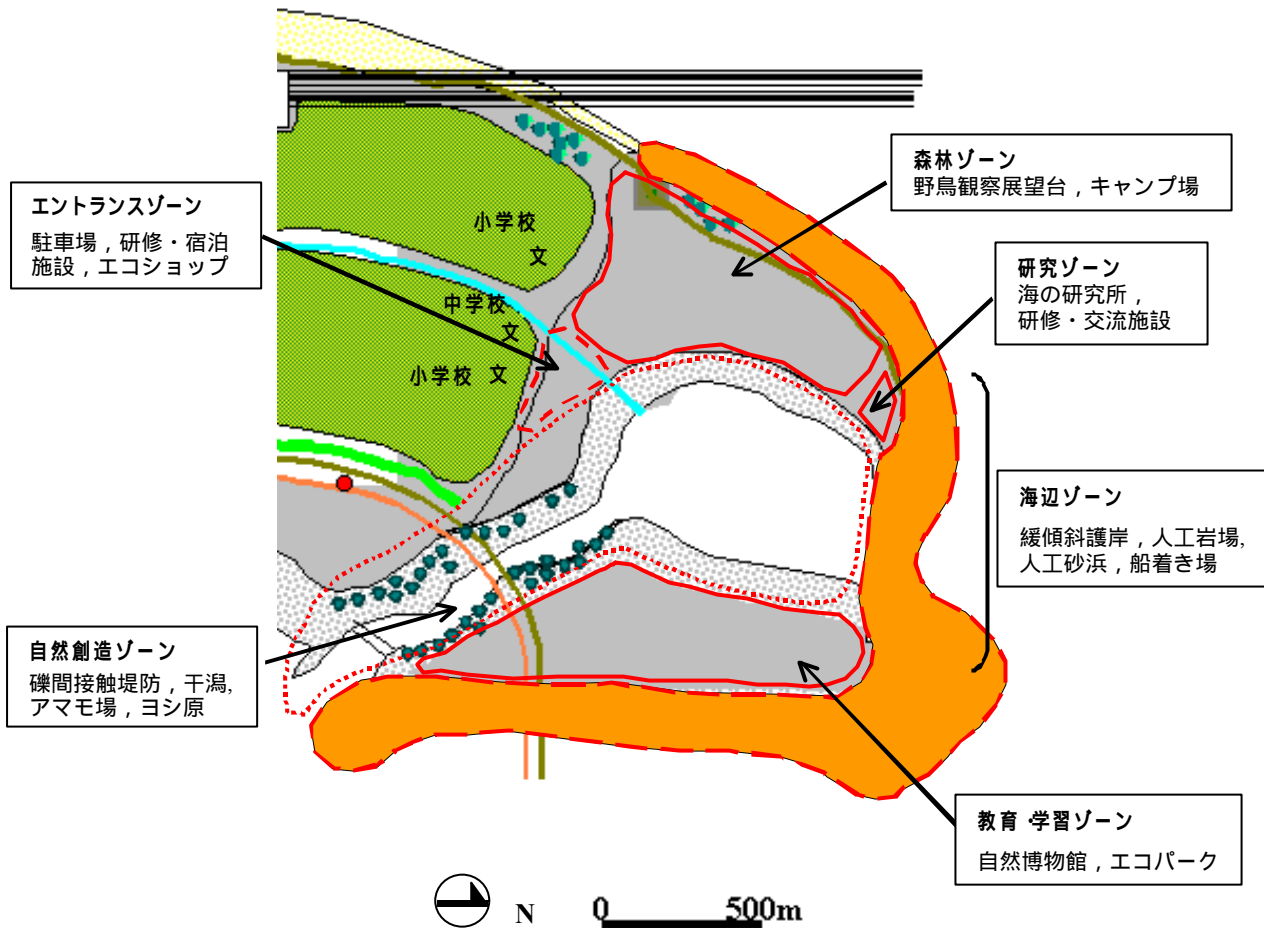 森林ゾーン
野鳥観察展望台，キャンプ場
エントランスゾーン
駐車場，研修・宿泊
施設，エコショップ
小学校
文
研究ゾーン
海の研究所，
研修・交流施設
中学校
文
小学校 文
海辺ゾーン
緩傾斜護岸，人工岩場，
人工砂浜，船着き場
自然創造ゾーン
礫間接触堤防，干潟，
アマモ場，ヨシ原
教育・学習ゾーン
自然博物館，エコパーク
N
0 500m